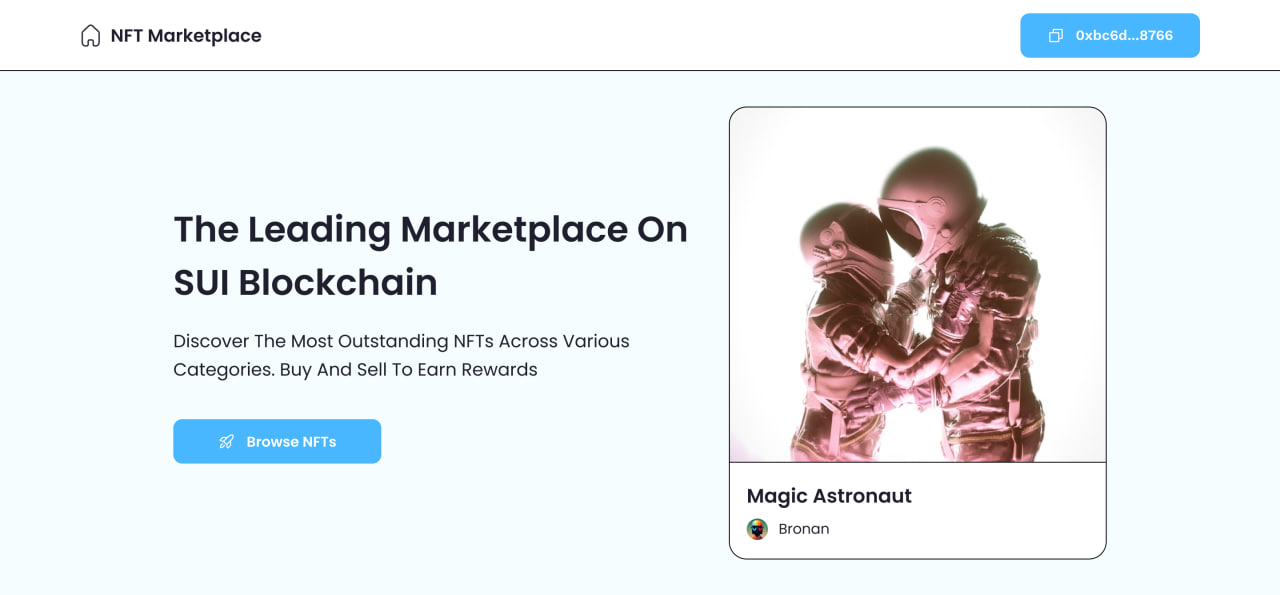 NFT Marketplace
0xbc6d...8766
The Leading Marketplace On
SUI Blockchain
Discover The Most Outstanding NFTs Across Various
Categories. Buy And Sell To Earn Rewards
Browse NFTs
Magic Astronaut
Bronan